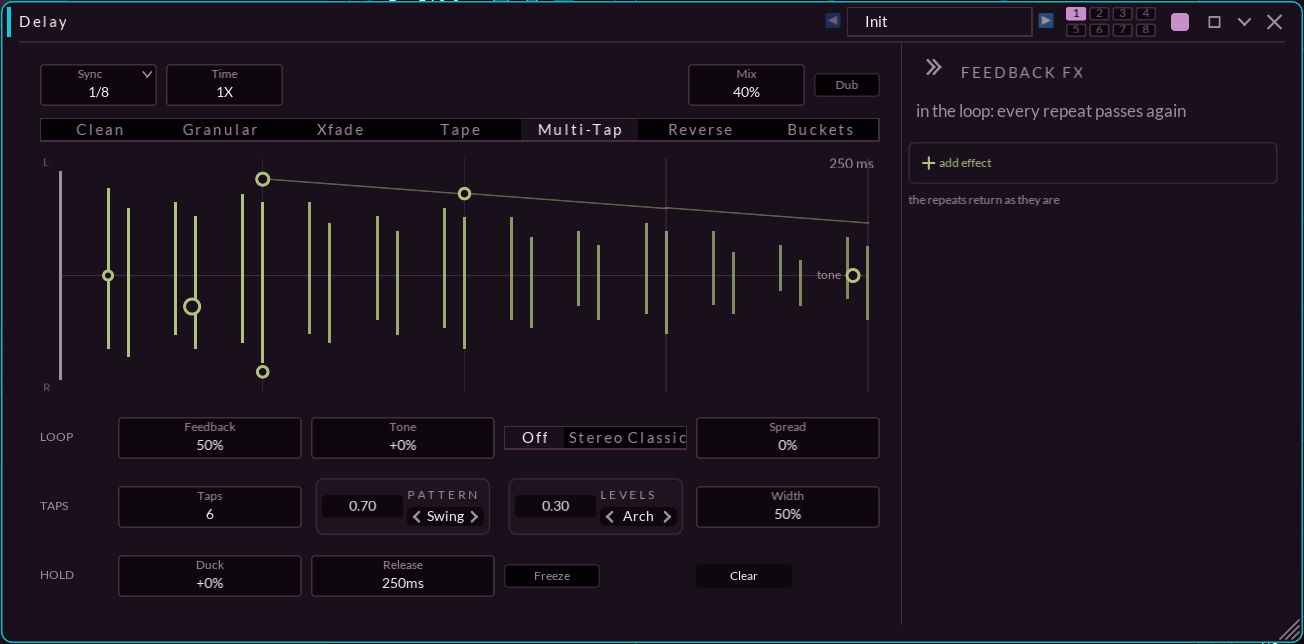 Delay
Init
1 2 3 4
5 6 7 8
FEEDBACK FX
in the loop: every repeat passes again
add effect
the repeats return as they are
Sync
1/8
Time
1X
Mix
40%
Dub
Clean Granular Xfade Tape Multi-Tap Reverse Buckets
L
250 ms
tone
R
LOOP
Feedback
50%
Tone
+0%
Off Stereo Classic
Spread
0%
TAPS
Taps
6
0.70
PATTERN
Swing
0.30
LEVELS
Arch
Width
50%
HOLD
Duck
+0%
Release
250ms
Freeze
Clear